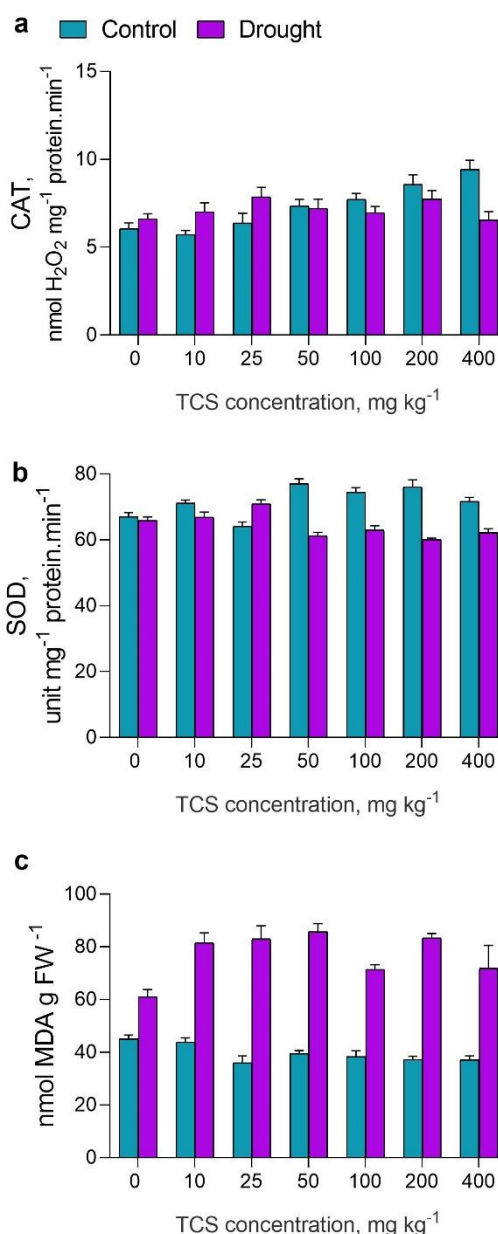 a Control Drought
CAT,
nmol H₂O₂ mg⁻¹ protein.min⁻¹
15
10
5
0
0 10 25 50 100 200 400
TCS concentration, mg kg⁻¹
b
SOD,
unit mg⁻¹ protein.min⁻¹
80
60
40
20
0
0 10 25 50 100 200 400
TCS concentration, mg kg⁻¹
c
nmol MDA g FW⁻¹
100
80
60
40
20
0
0 10 25 50 100 200 400
TCS concentration, mg kg⁻¹